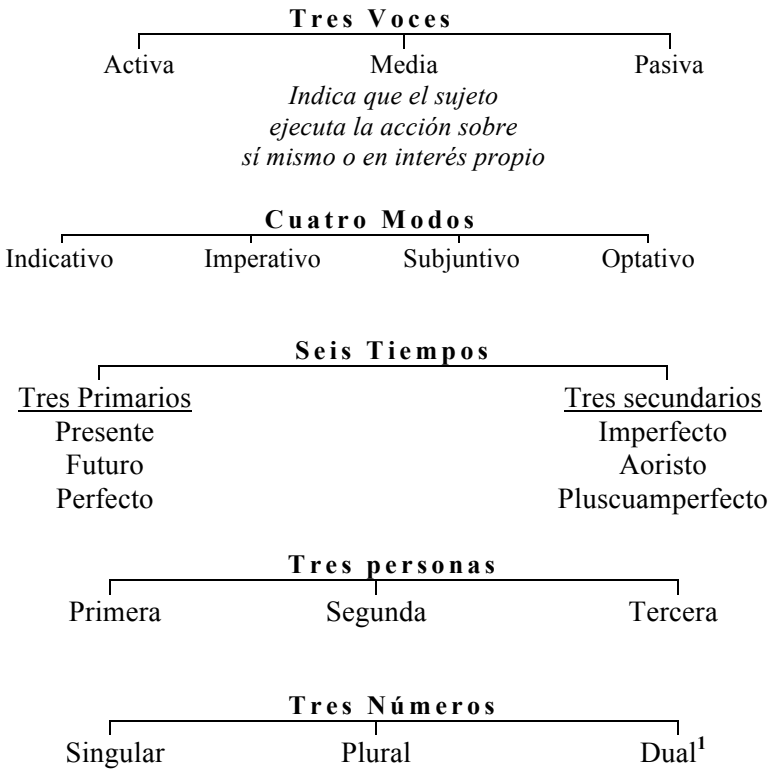 Tres Voces
Activa Media Pasiva
Indica que el sujeto
ejecuta la acción sobre
sí mismo o en interés propio
Cuatro Modos
Indicativo Imperativo Subjuntivo Optativo
Seis Tiempos
Tres Primarios Tres secundarios
Presente Imperfecto
Futuro Aoristo
Perfecto Pluscuamperfecto
Tres personas
Primera Segunda Tercera
Tres Números
Singular Plural Dual¹